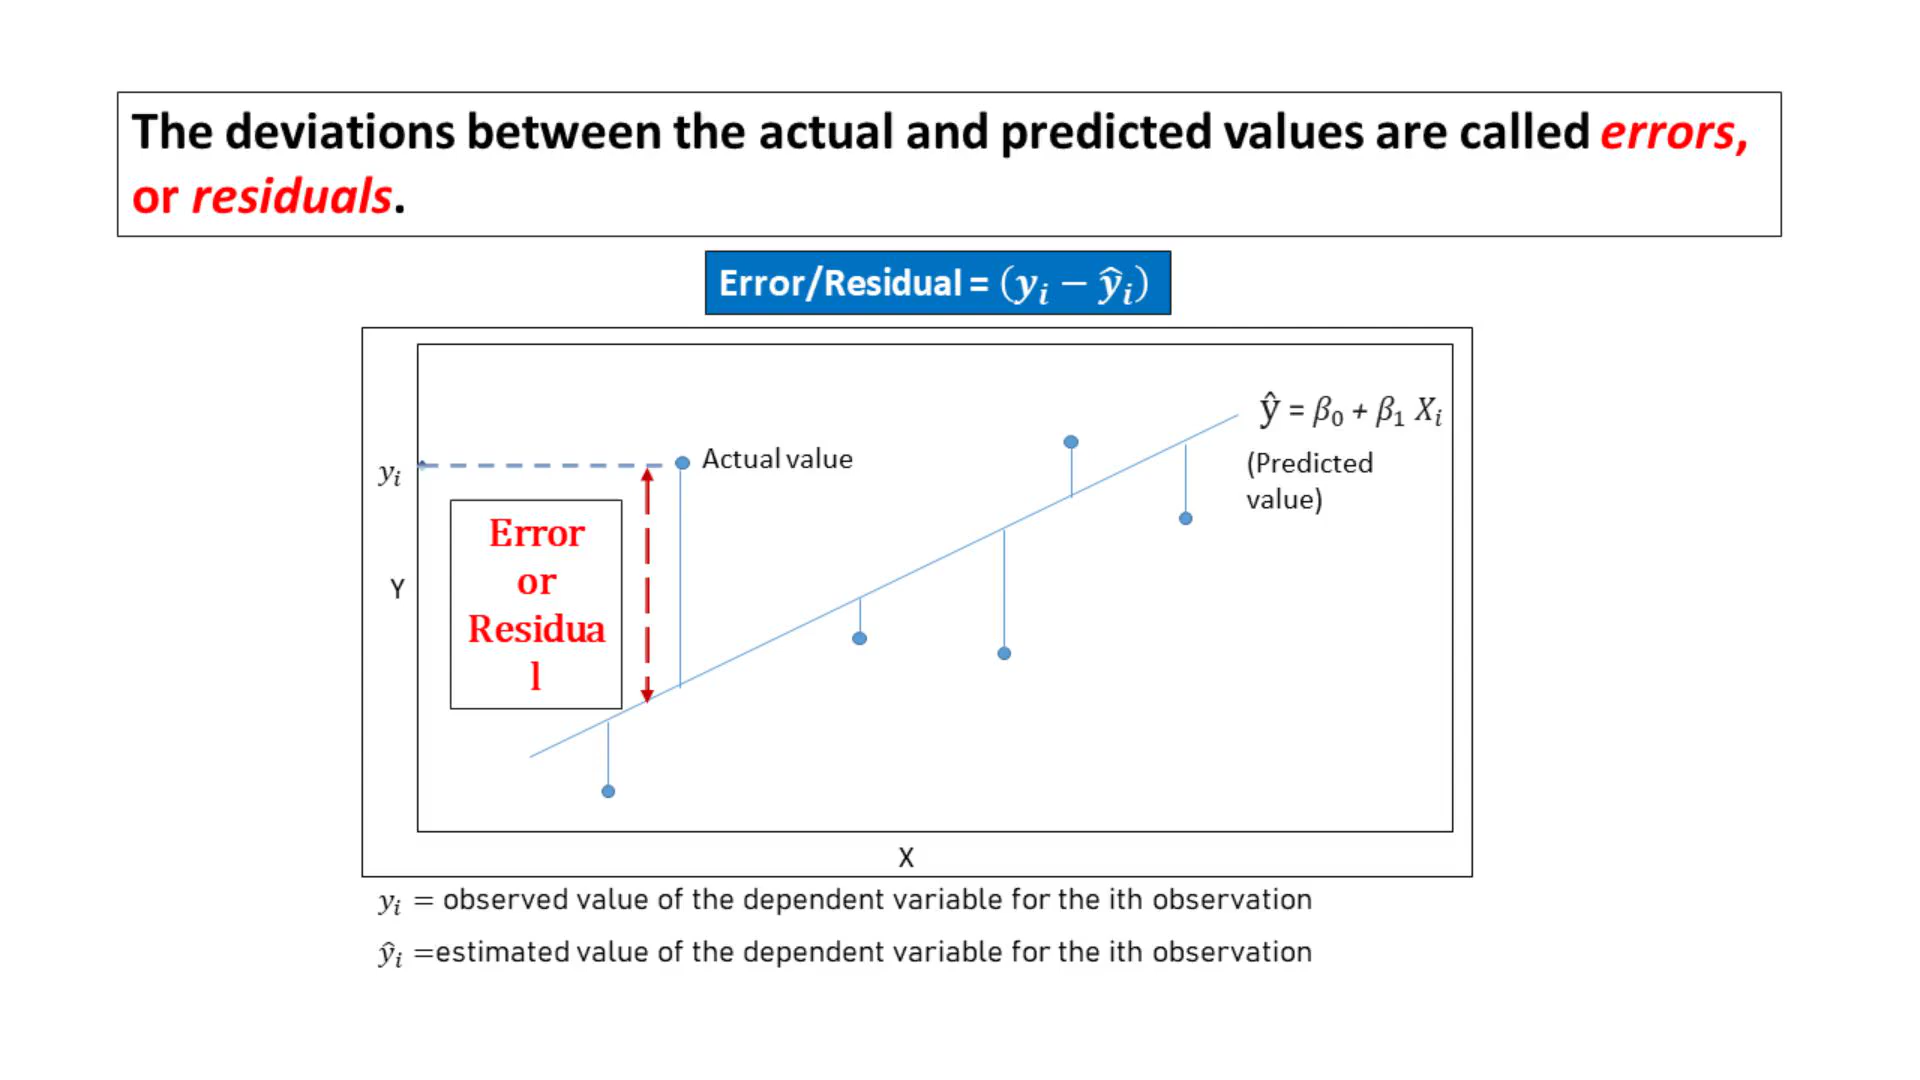 The deviations between the actual and predicted values are called errors,
or residuals.
Error/Residual = (yᵢ − ŷᵢ)
ŷ = β₀ + β₁ Xᵢ
(Predicted
value)
Actual value
yᵢ
Error
or
Residua
l
Y
X
yᵢ = observed value of the dependent variable for the ith observation
ŷᵢ =estimated value of the dependent variable for the ith observation